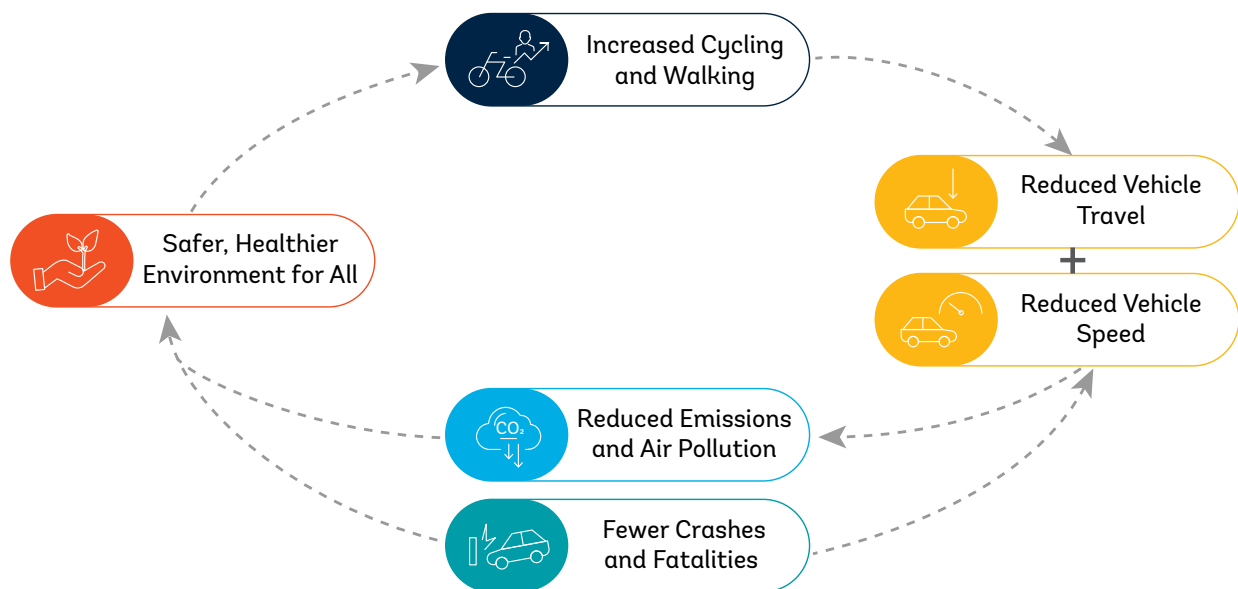 Increased Cycling
and Walking
Reduced Vehicle
Travel
+
Reduced Vehicle
Speed
Safer, Healthier
Environment for All
CO₂
Reduced Emissions
and Air Pollution
Fewer Crashes
and Fatalities